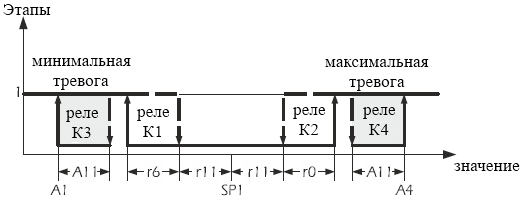 Этапы
минимальная
тревога
максимальная
тревога
1
реле
К3
реле
К1
реле
К2
реле
К4
значение
A11
r6
r11
r11
r0
A11
A1
SP1
A4